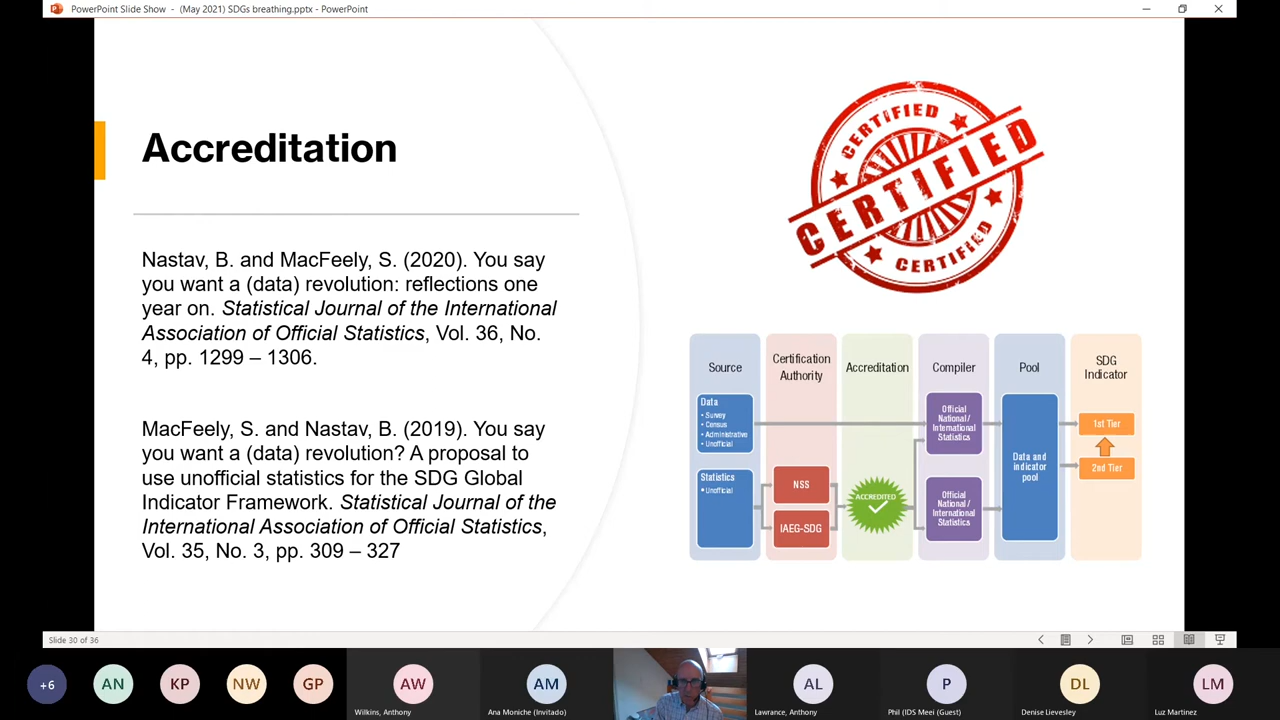 PowerPoint Slide Show - (May 2021) SDGs breathing.pptx - PowerPoint
Accreditation
Nastav, B. and MacFeely, S. (2020). You say
you want a (data) revolution: reflections one
year on. Statistical Journal of the International
Association of Official Statistics, Vol. 36, No.
4, pp. 1299 – 1306.
MacFeely, S. and Nastav, B. (2019). You say
you want a (data) revolution? A proposal to
use unofficial statistics for the SDG Global
Indicator Framework. Statistical Journal of the
International Association of Official Statistics,
Vol. 35, No. 3, pp. 309 – 327
CERTIFIED
CERTIFIED
CERTIFIED
Source
Data
• Survey
• Census
• Administrative
• Unofficial
Statistics
• Unofficial
Certification
Authority
NSS
IAEG-SDG
Accreditation
ACCREDITED
Compiler
Official
National /
International
Statistics
Official
National /
International
Statistics
Pool
Data and
indicator
pool
SDG
Indicator
1st Tier
2nd Tier
Slide 30 of 36
+6
AN
KP
NW
GP
AW
Wilkins, Anthony
AM
Ana Moniche (Invitado)
AL
Lawrance, Anthony
P
Phil (IDS Meei (Guest)
DL
Denise Lievesley
LM
Luz Martinez